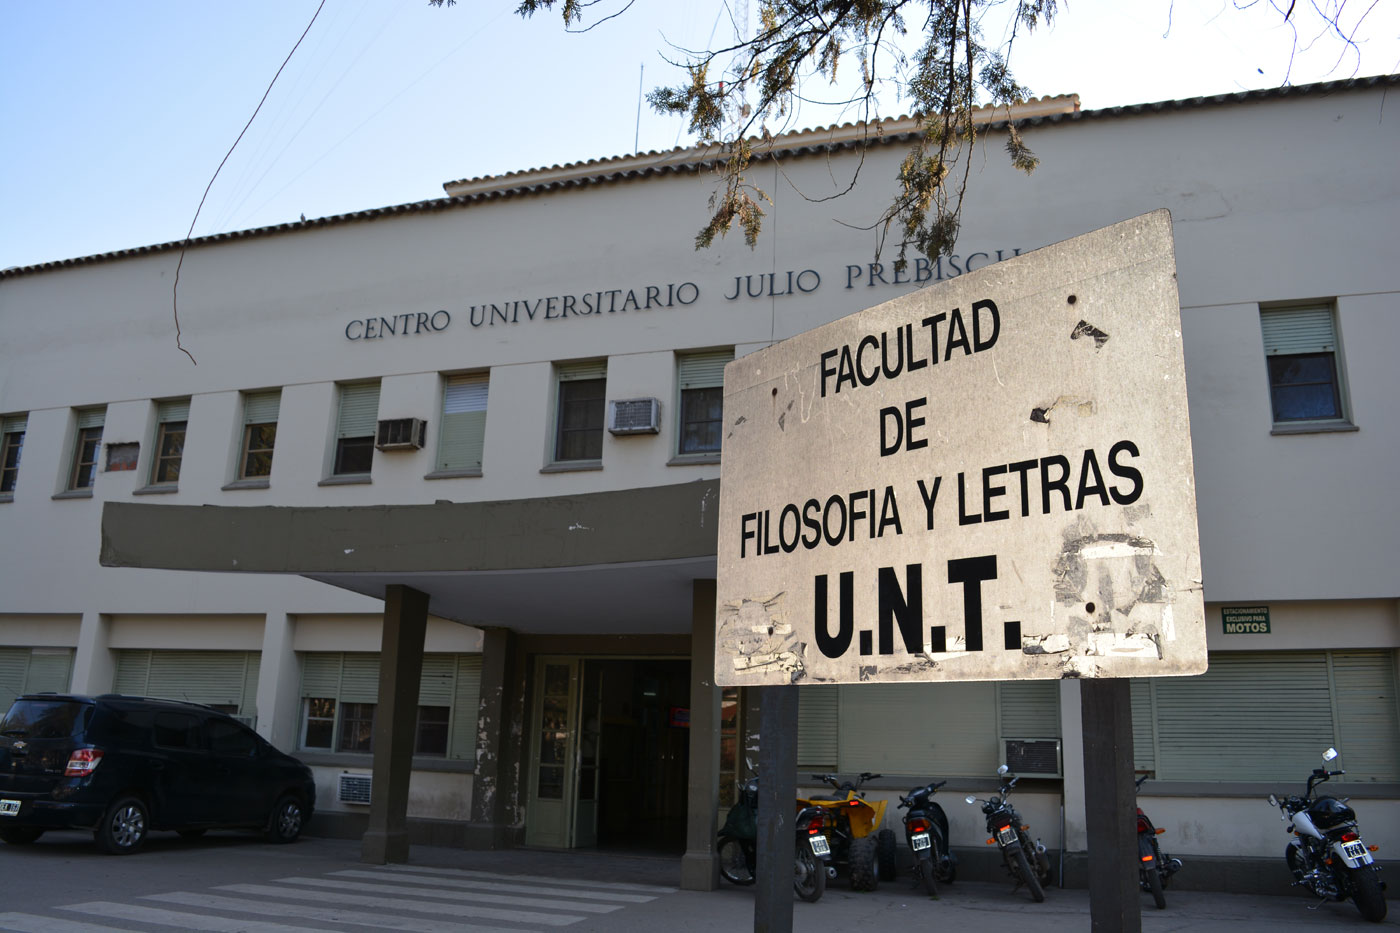 CENTRO UNIVERSITARIO JULIO PREBISCH
FACULTAD
DE
FILOSOFIA Y LETRAS
U.N.T.
ESTACIONAMIENTO
EXCLUSIVO PARA
MOTOS